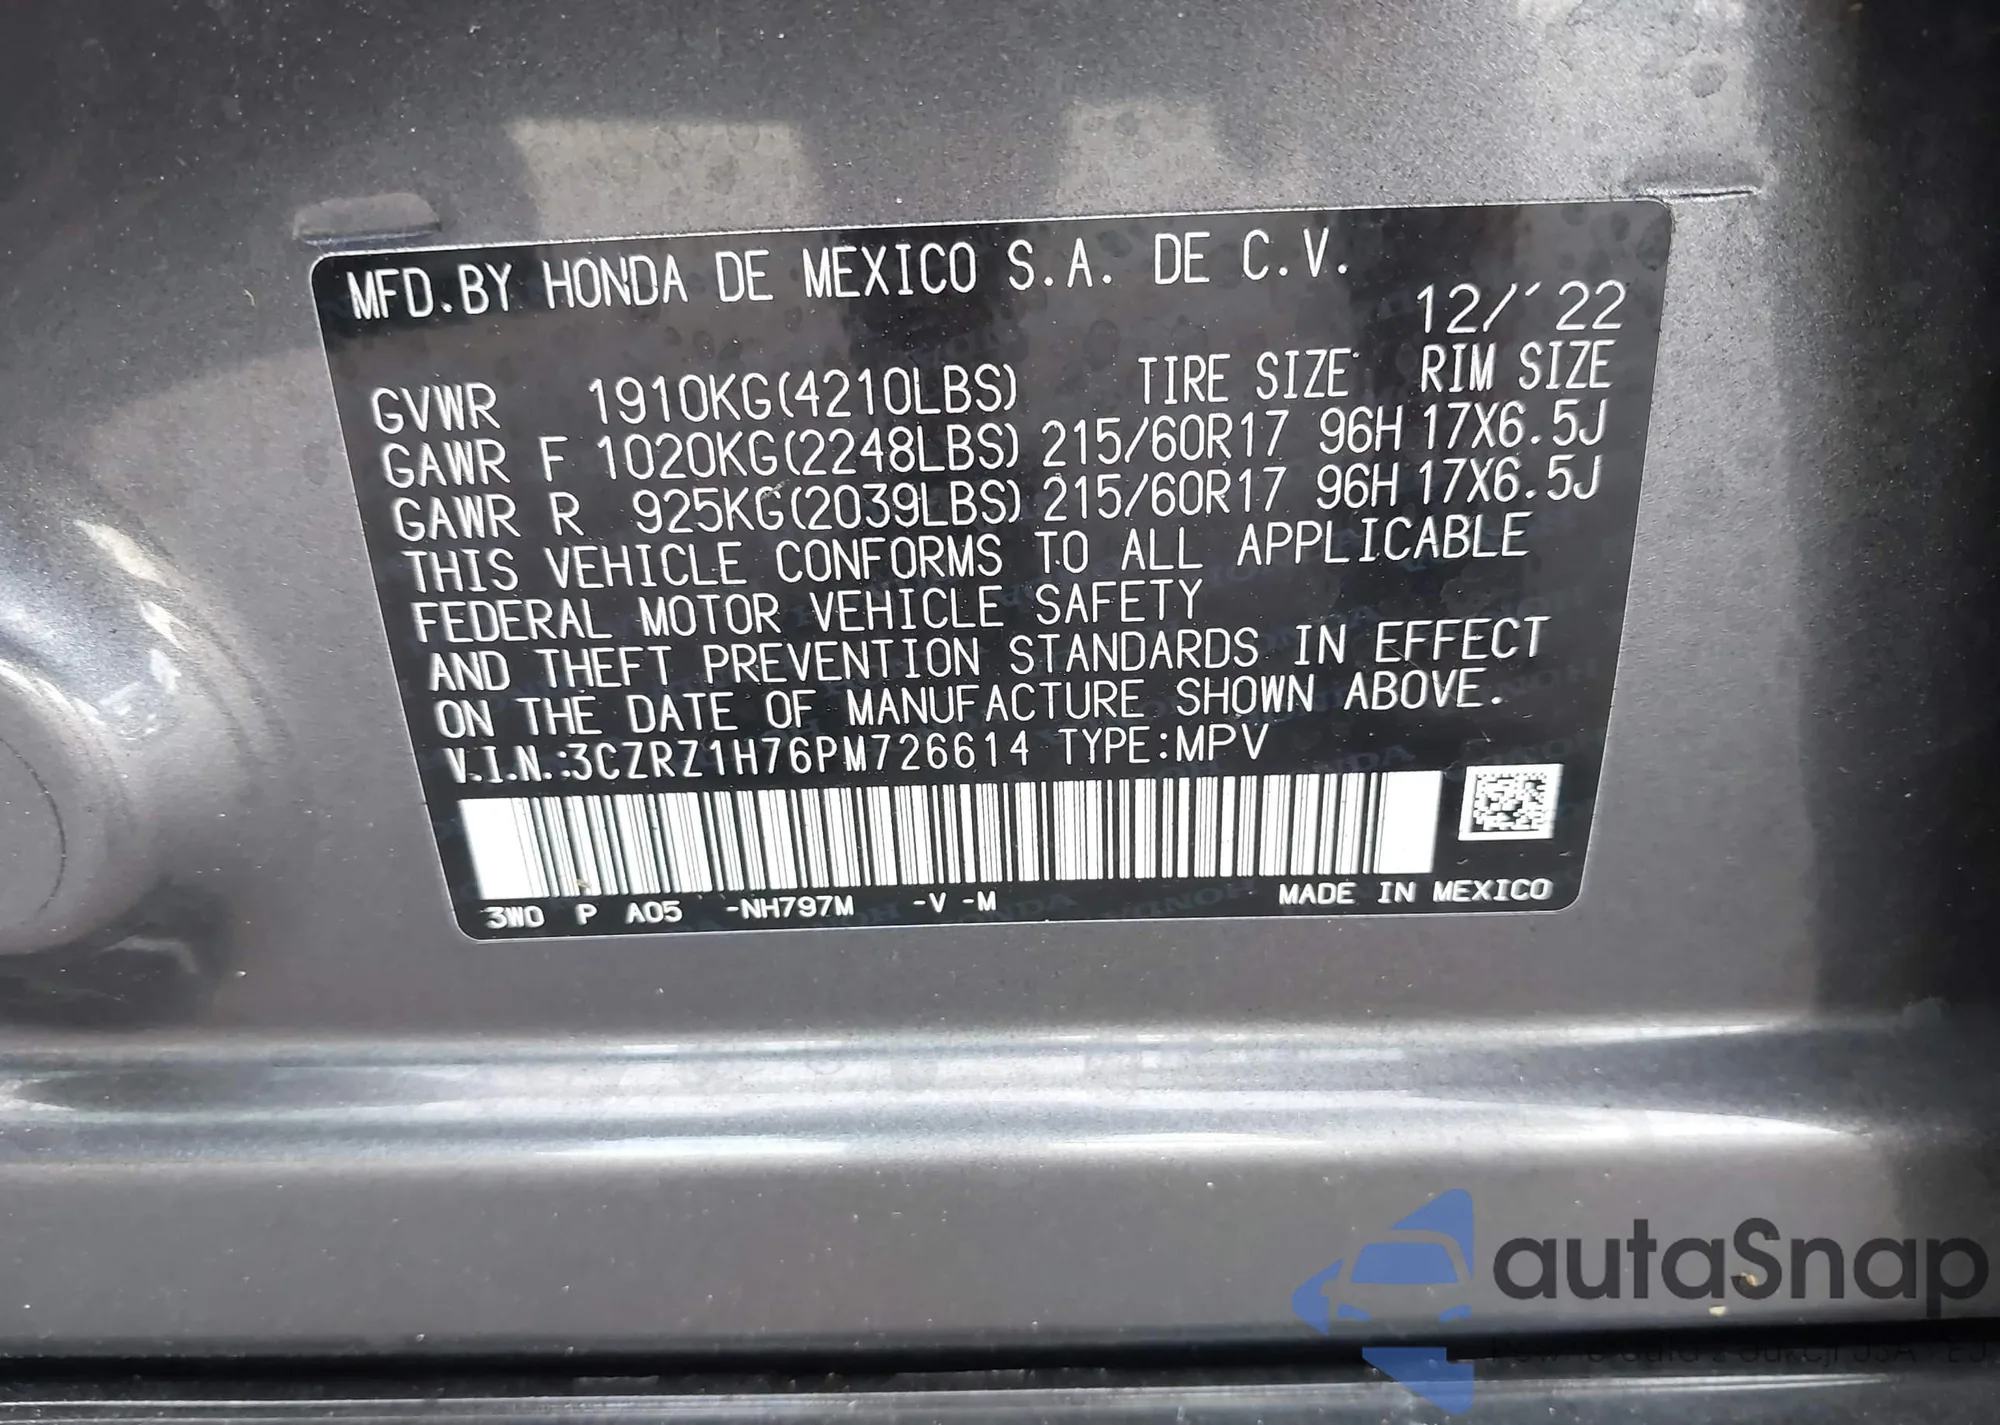 MFD.BY HONDA DE MEXICO S.A. DE C.V.
12/´22
GVWR 1910KG(4210LBS) TIRE SIZE RIM SIZE
GAWR F 1020KG(2248LBS) 215/60R17 96H 17X6.5J
GAWR R 925KG(2039LBS) 215/60R17 96H 17X6.5J
THIS VEHICLE CONFORMS TO ALL APPLICABLE
FEDERAL MOTOR VEHICLE SAFETY
AND THEFT PREVENTION STANDARDS IN EFFECT
ON THE DATE OF MANUFACTURE SHOWN ABOVE.
V.I.N.:3CZRZ1H76PM726614 TYPE:MPV
3W0 P A05 -NH797M -V -M MADE IN MEXICO
autaSnap